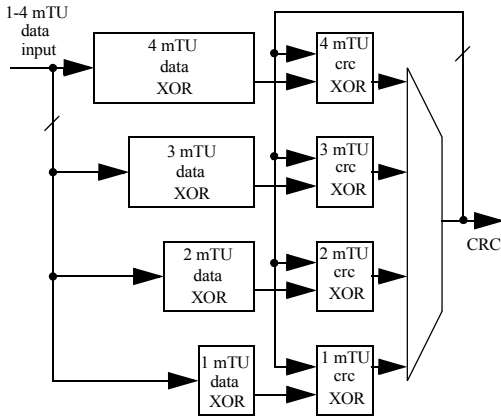 1-4 mTU
data
input
4 mTU
data
XOR
4 mTU
crc
XOR
3 mTU
data
XOR
3 mTU
crc
XOR
2 mTU
data
XOR
2 mTU
crc
XOR
1 mTU
data
XOR
1 mTU
crc
XOR
CRC